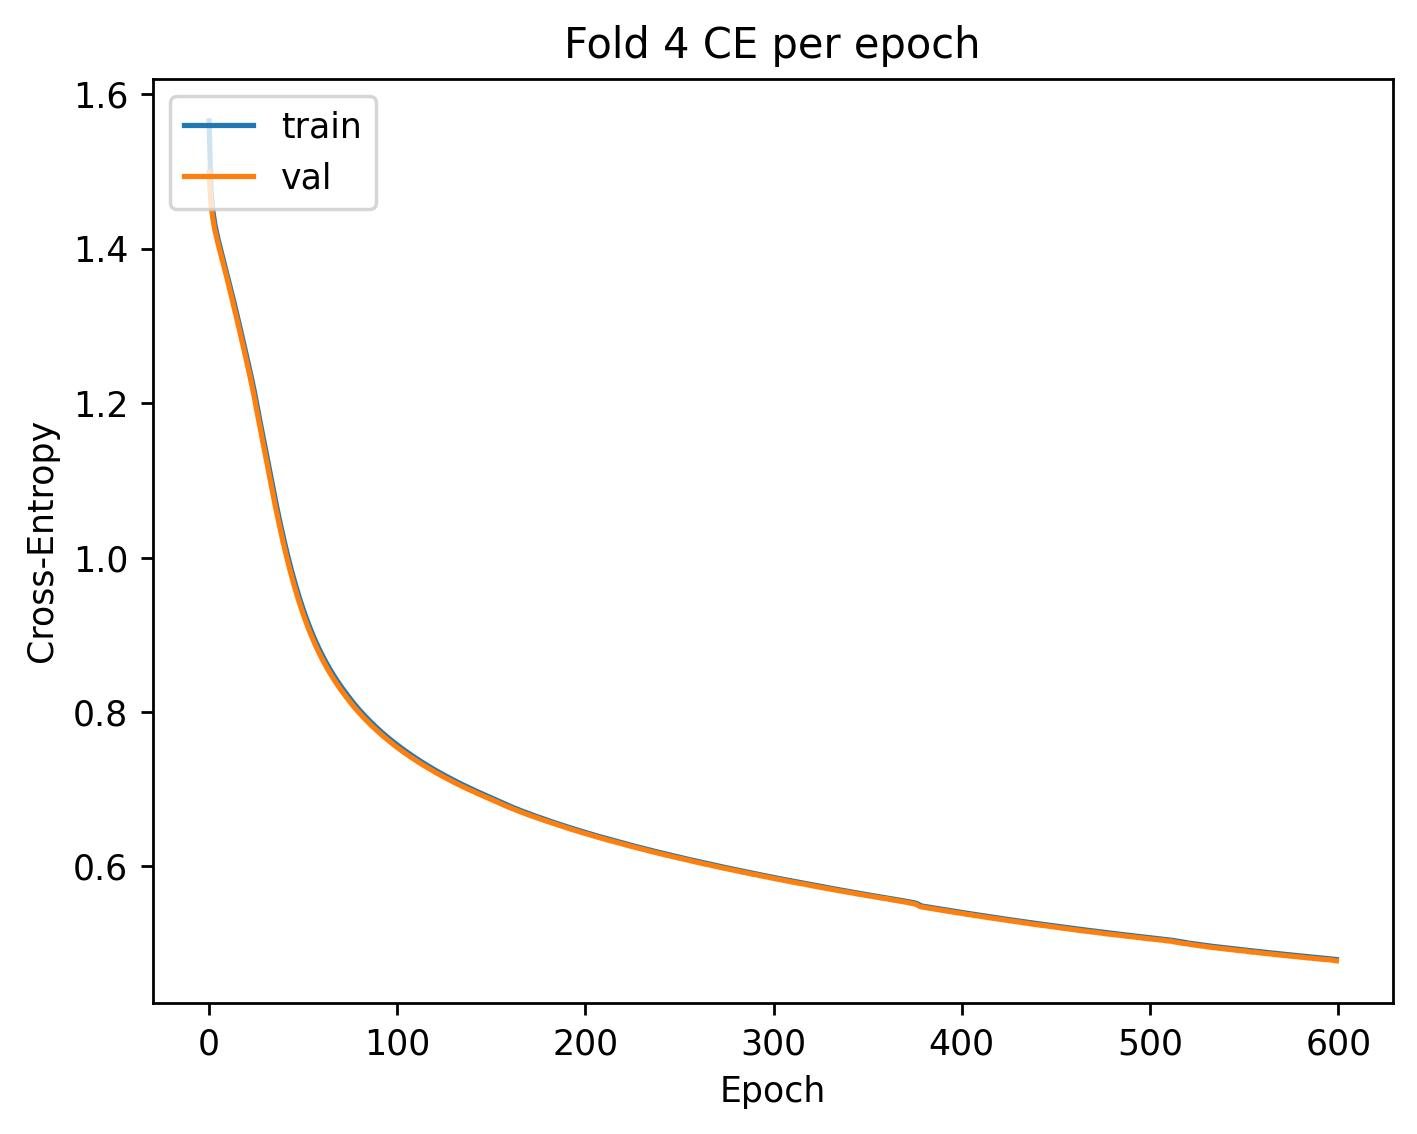 Fold 4 CE per epoch
train
val
1.6
1.4
1.2
1.0
0.8
0.6
Cross-Entropy
0 100 200 300 400 500 600
Epoch